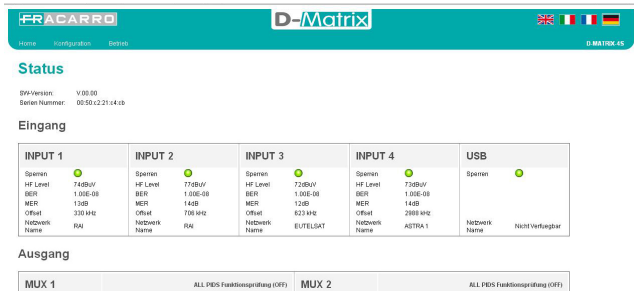 FRACARRO
D-Matrix
Home Konfiguration Betrieb D-MATRIX 4S
Status
SW-Version: V.00.00
Serien Nummer: 00:50:c2:21:c4:cb
Eingang
INPUT 1 INPUT 2 INPUT 3 INPUT 4 USB
Sperren Sperren Sperren Sperren Sperren
HF Level 74dBuV HF Level 77dBuV HF Level 72dBuV HF Level 73dBuV
BER 1.00E-08 BER 1.00E-08 BER 1.00E-08 BER 1.00E-08
MER 13dB MER 14dB MER 12dB MER 14dB
Offset 330 kHz Offset 706 kHz Offset 623 kHz Offset 2988 kHz
Netzwerk Name RAI Netzwerk Name RAI Netzwerk Name EUTELSAT Netzwerk Name ASTRA 1 Netzwerk Name Nicht Verfuegbar
Ausgang
MUX 1 ALL PIDS Funktionsprüfung (OFF) MUX 2 ALL PIDS Funktionsprüfung (OFF)